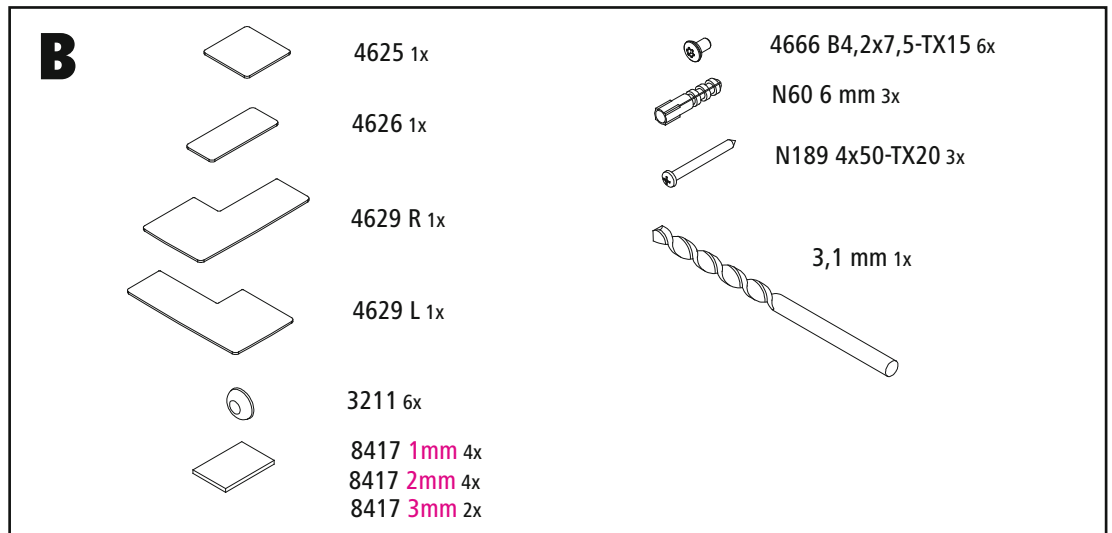 B
4625 1x
4626 1x
4629 R 1x
4629 L 1x
3211 6x
8417 1mm 4x
8417 2mm 4x
8417 3mm 2x
4666 B4,2x7,5-TX15 6x
N60 6 mm 3x
N189 4x50-TX20 3x
3,1 mm 1x